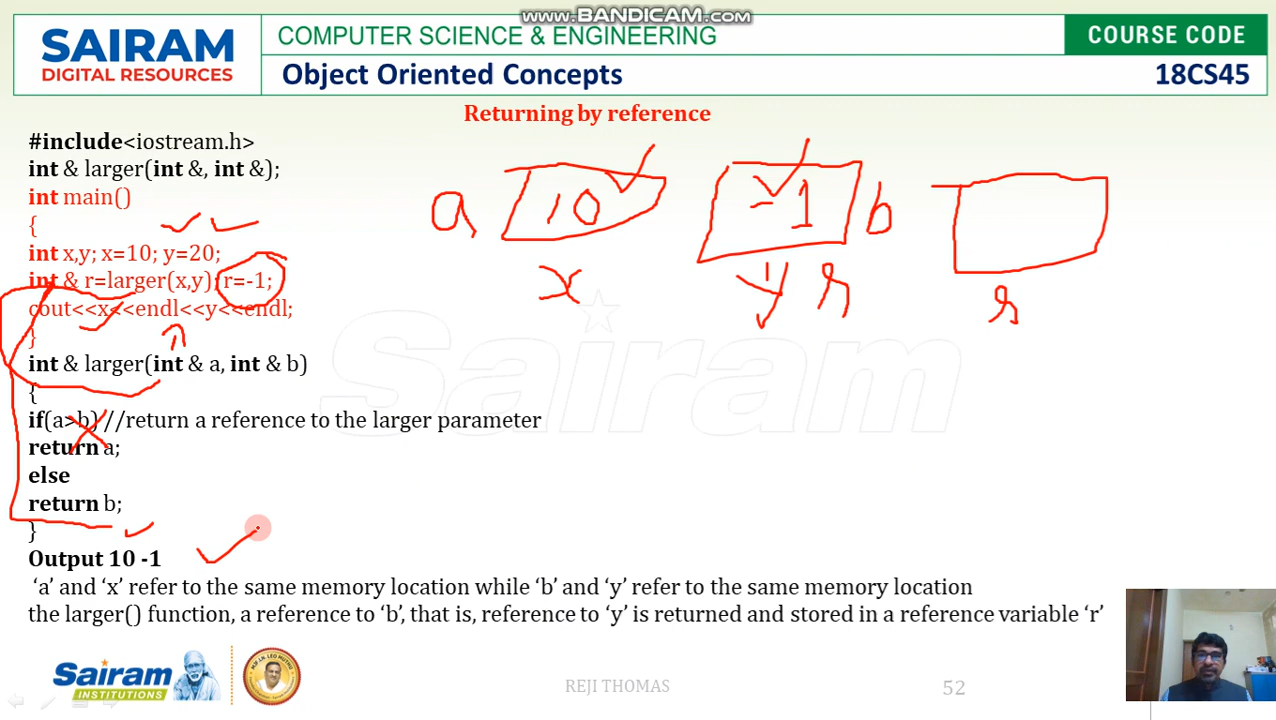 www.BANDICAM.com
SAIRAM
DIGITAL RESOURCES
COMPUTER SCIENCE & ENGINEERING
COURSE CODE
Object Oriented Concepts
18CS45
Returning by reference
#include<iostream.h>
int & larger(int &, int &);
int main()
{
int x,y; x=10; y=20;
int & r=larger(x,y); r=-1;
cout<<x<<endl<<y<<endl;
}
int & larger(int & a, int & b)
{
if(a>b) //return a reference to the larger parameter
return a;
else
return b;
}
Output 10 -1
a 10 -1 b
x y r r
Sairam
‘a’ and ‘x’ refer to the same memory location while ‘b’ and ‘y’ refer to the same memory location
the larger() function, a reference to ‘b’, that is, reference to ‘y’ is returned and stored in a reference variable ‘r’
Sairam
INSTITUTIONS
REJI THOMAS
52